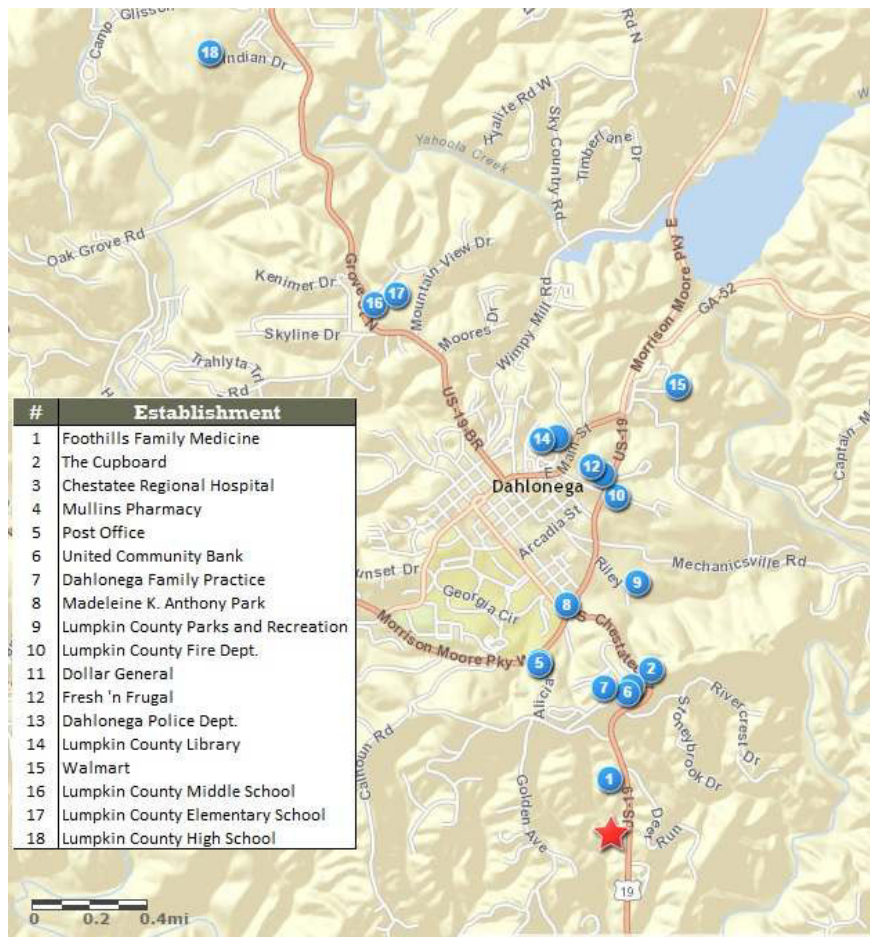 Camp Glisson
Rd N
18
Indian Dr
Hyalite Rd W
Sky Country Rd
Timberlane Dr
Yahoola Creek
Oak Grove Rd
Morrison Moore Pky E
Kenimer Dr
Grove St N
16
17
Mountain View Dr
GA-52
Skyline Dr
Moores Dr
Wimpy Mill Rd
Trahlyta Trl
Rd
15
US-19-BR
US-19
14
E Main St
12
Dahlonega
10
Captain
Arcadia St
Mechanicsville Rd
Riley
9
unset Dr
Georgia Cir
8
S Chestatee
Morrison Moore Pky W
5
2
7
6
Alicia
Rivercrest Dr
Stoneybrook Dr
Calhoun Rd
Golden Ave
1
US-19
Deer Run
19
# Establishment
1 Foothills Family Medicine
2 The Cupboard
3 Chestatee Regional Hospital
4 Mullins Pharmacy
5 Post Office
6 United Community Bank
7 Dahlonega Family Practice
8 Madeleine K. Anthony Park
9 Lumpkin County Parks and Recreation
10 Lumpkin County Fire Dept.
11 Dollar General
12 Fresh 'n Frugal
13 Dahlonega Police Dept.
14 Lumpkin County Library
15 Walmart
16 Lumpkin County Middle School
17 Lumpkin County Elementary School
18 Lumpkin County High School
0 0.2 0.4mi